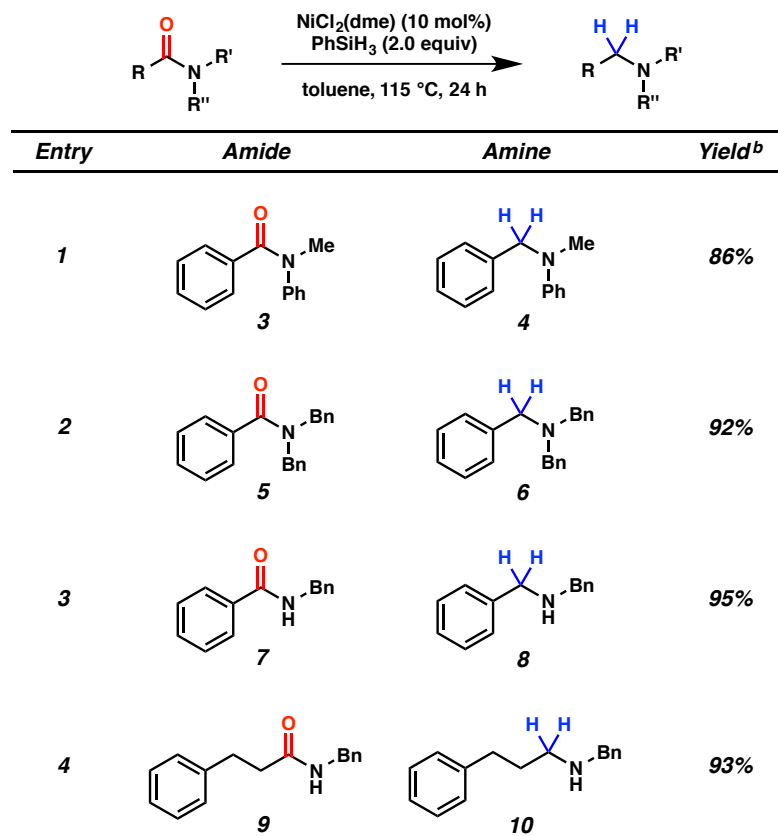 O
R
N
R'
R''
NiCl2(dme) (10 mol%)
PhSiH3 (2.0 equiv)
toluene, 115 °C, 24 h
H H
R
N
R'
R''
Entry Amide Amine Yield b
1
O
N
Me
Ph
3
H H
N
Me
Ph
4
86%
2
O
N
Bn
Bn
5
H H
N
Bn
Bn
6
92%
3
O
N
H
Bn
7
H H
N
H
Bn
8
95%
4
O
N
H
Bn
9
H H
N
H
Bn
10
93%